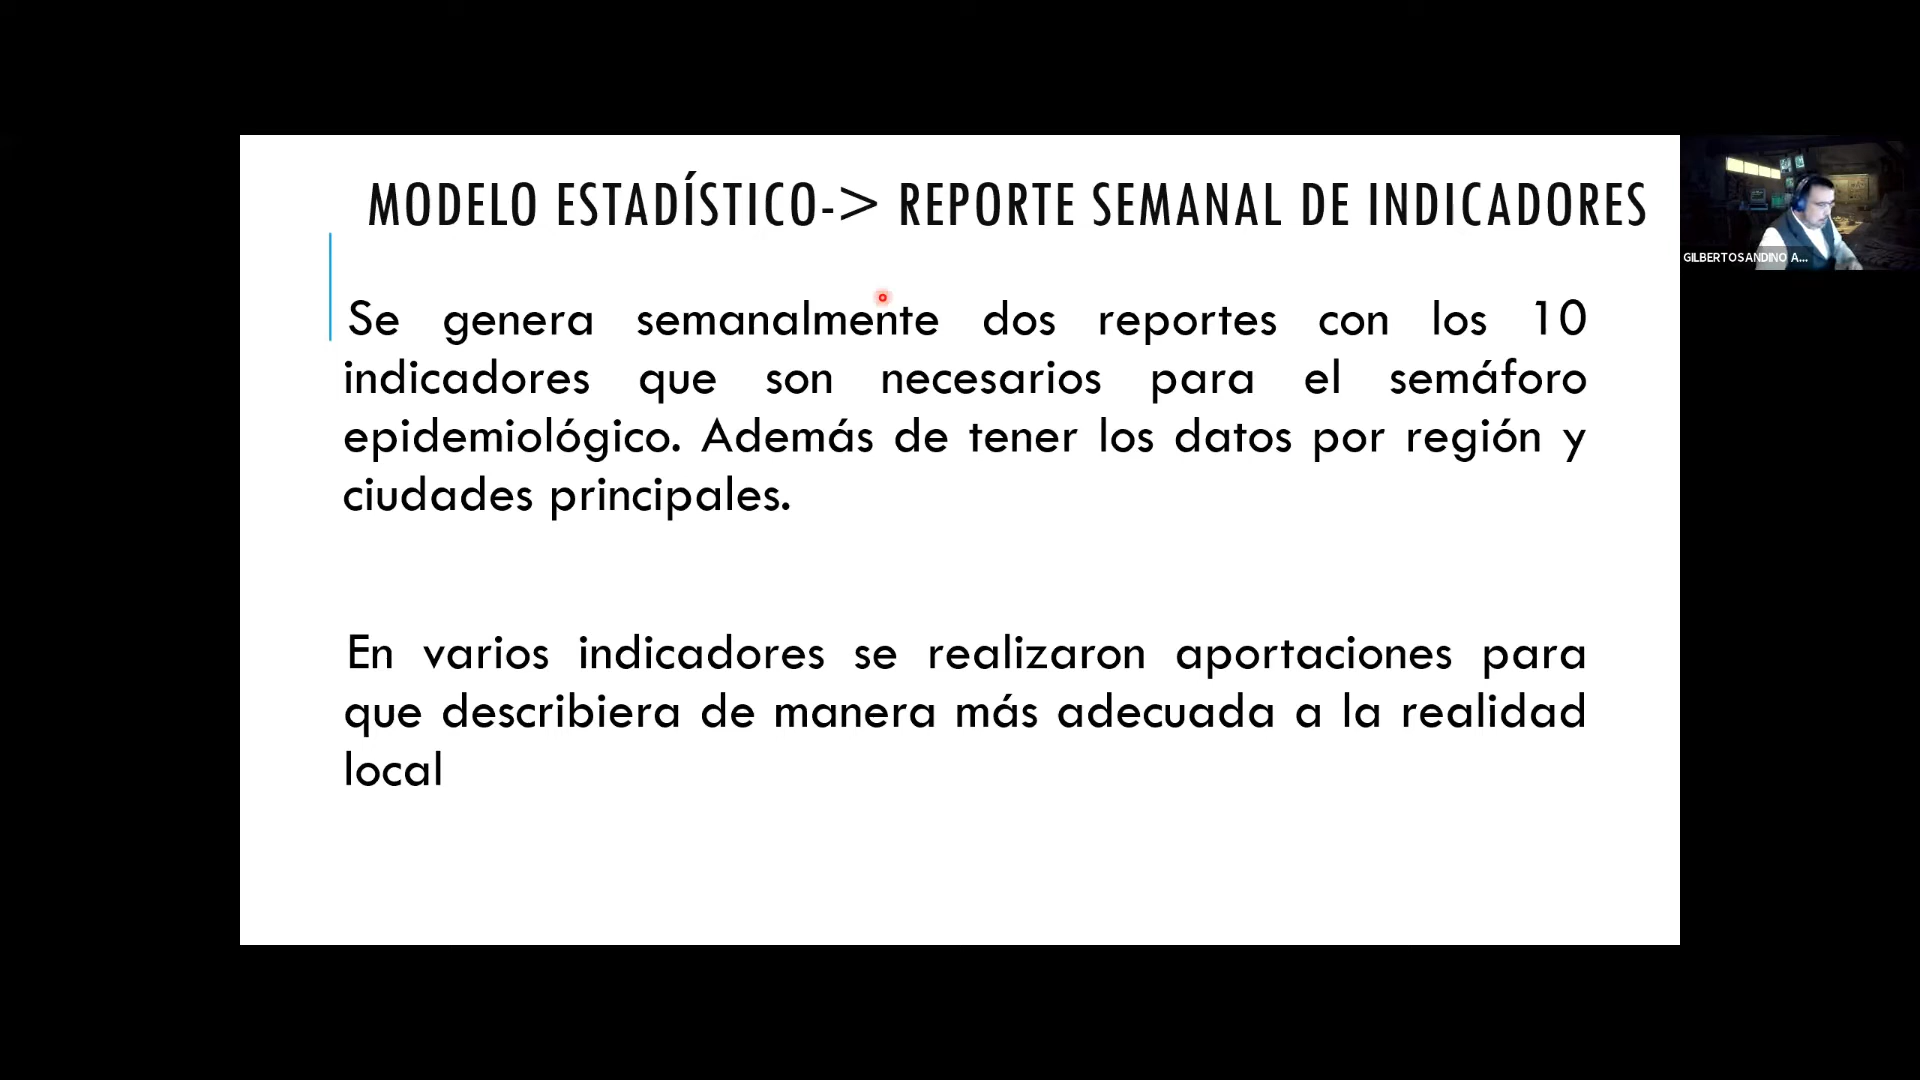 MODELO ESTADÍSTICO-> REPORTE SEMANAL DE INDICADORES
Se genera semanalmente dos reportes con los 10
indicadores que son necesarios para el semáforo
epidemiológico. Además de tener los datos por región y
ciudades principales.
En varios indicadores se realizaron aportaciones para
que describiera de manera más adecuada a la realidad
local
GILBERTO SANDINO A...